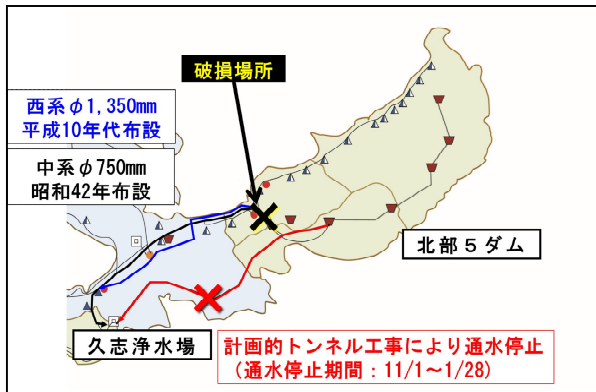 破損場所
西系φ1,350mm
平成10年代布設
中系φ750mm
昭和42年布設
北部5ダム
久志浄水場
計画的トンネル工事により通水停止
(通水停止期間:11/1~1/28)